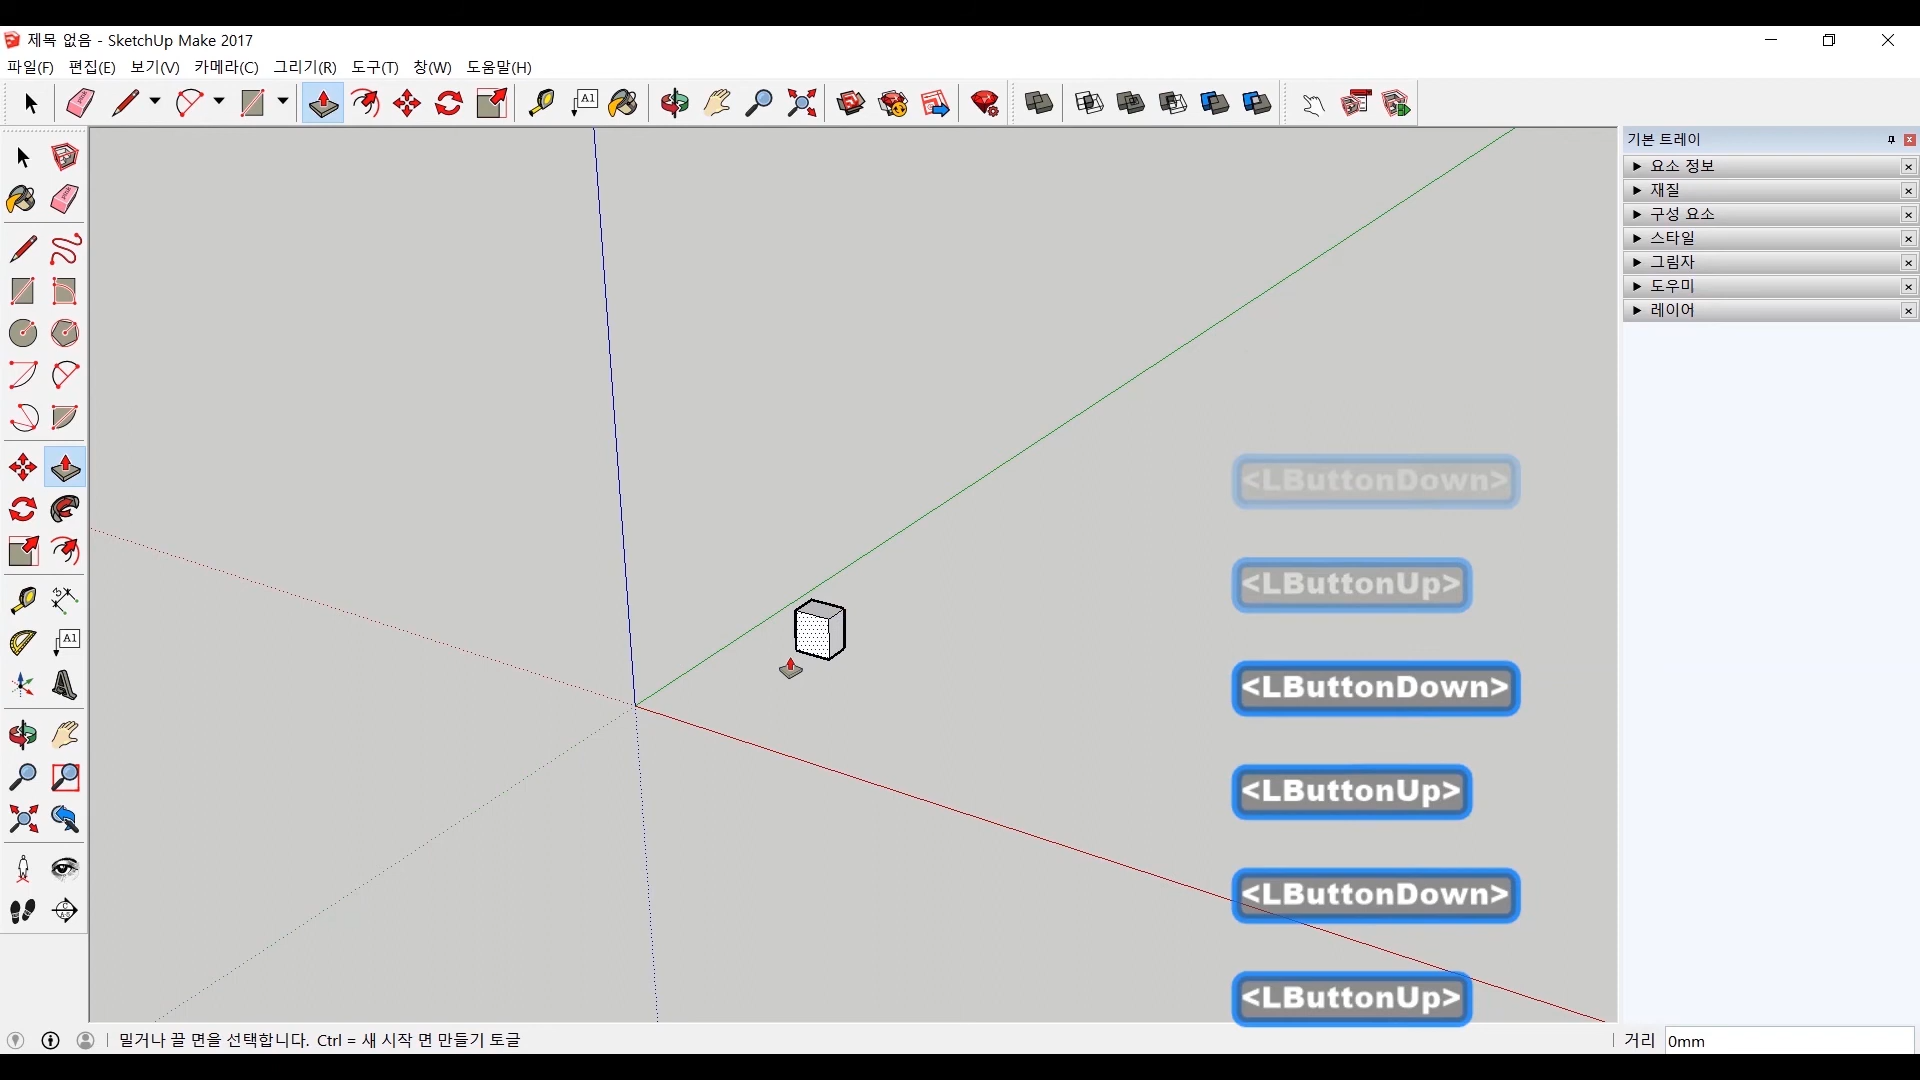 제목 없음 - SketchUp Make 2017
파일(F) 편집(E) 보기(V) 카메라(C) 그리기(R) 도구(T) 창(W) 도움말(H)
A1
기본 트레이
요소 정보
재질
구성 요소
스타일
그림자
도우미
레이어
A1
<LButtonDown>
<LButtonUp>
<LButtonDown>
<LButtonUp>
<LButtonDown>
<LButtonUp>
밀거나 끌 면을 선택합니다. Ctrl = 새 시작 면 만들기 토글
거리 0mm